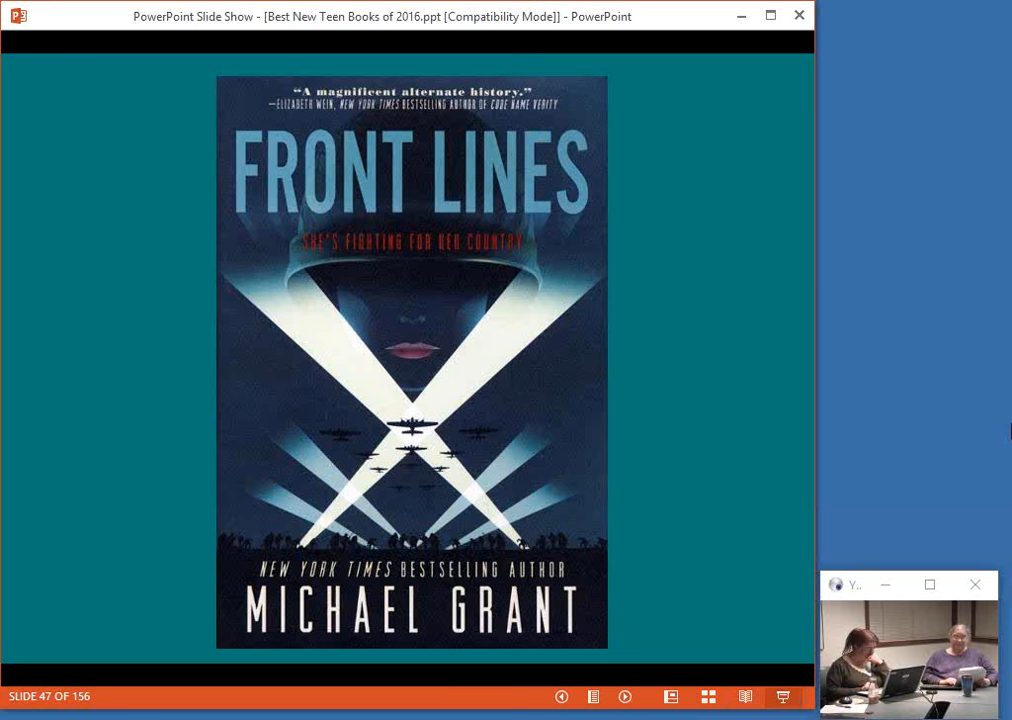 PowerPoint Slide Show - [Best New Teen Books of 2016.ppt [Compatibility Mode]] - PowerPoint
"A magnificent alternate history."
—ELIZABETH WEIN, NEW YORK TIMES BESTSELLING AUTHOR OF CODE NAME VERITY
FRONT LINES
SHE'S FIGHTING FOR HER COUNTRY
NEW YORK TIMES BESTSELLING AUTHOR
MICHAEL GRANT
Y..
SLIDE 47 OF 156